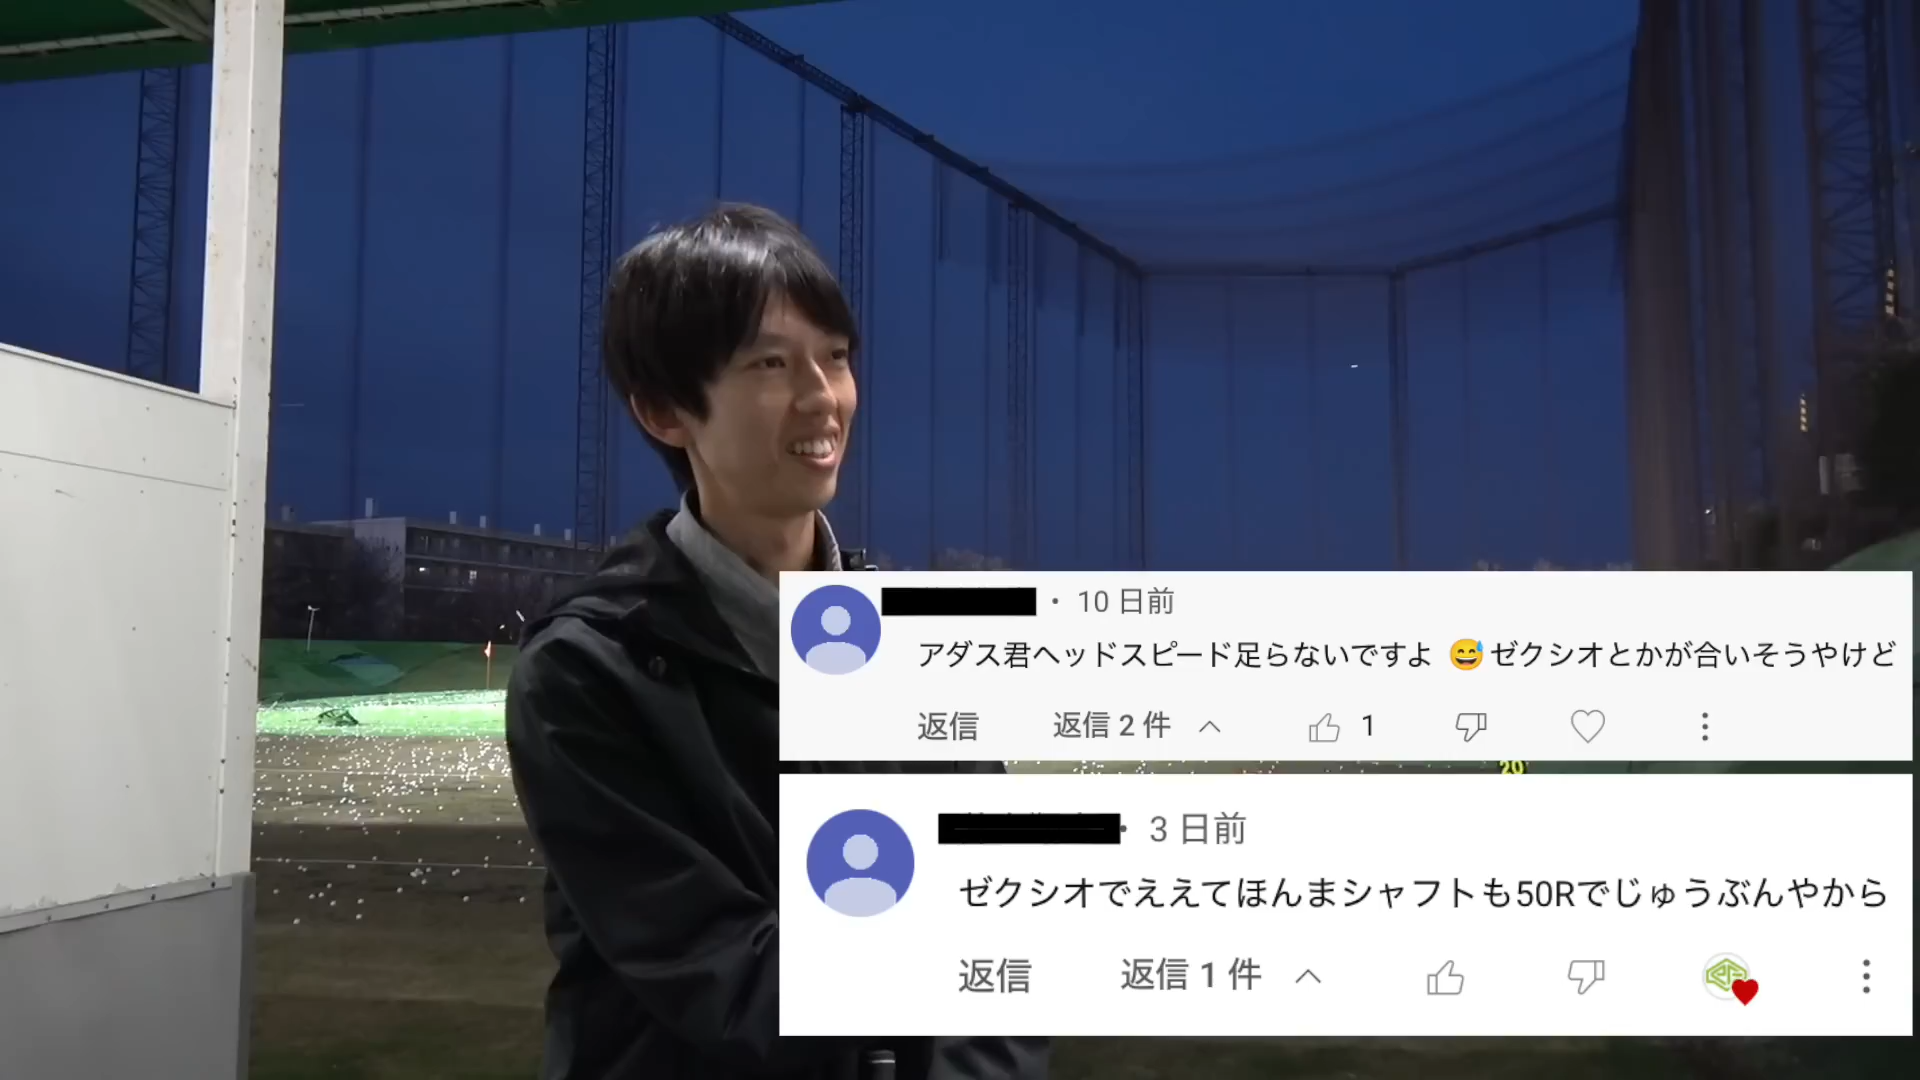 ・ 10 日前
アダス君ヘッドスピード足らないですよ 😅ゼクシオとかが合いそうやけど
返信 返信 2 件 1
20
・ 3 日前
ゼクシオでええてほんまシャフトも50Rでじゅうぶんやから
返信 返信 1 件